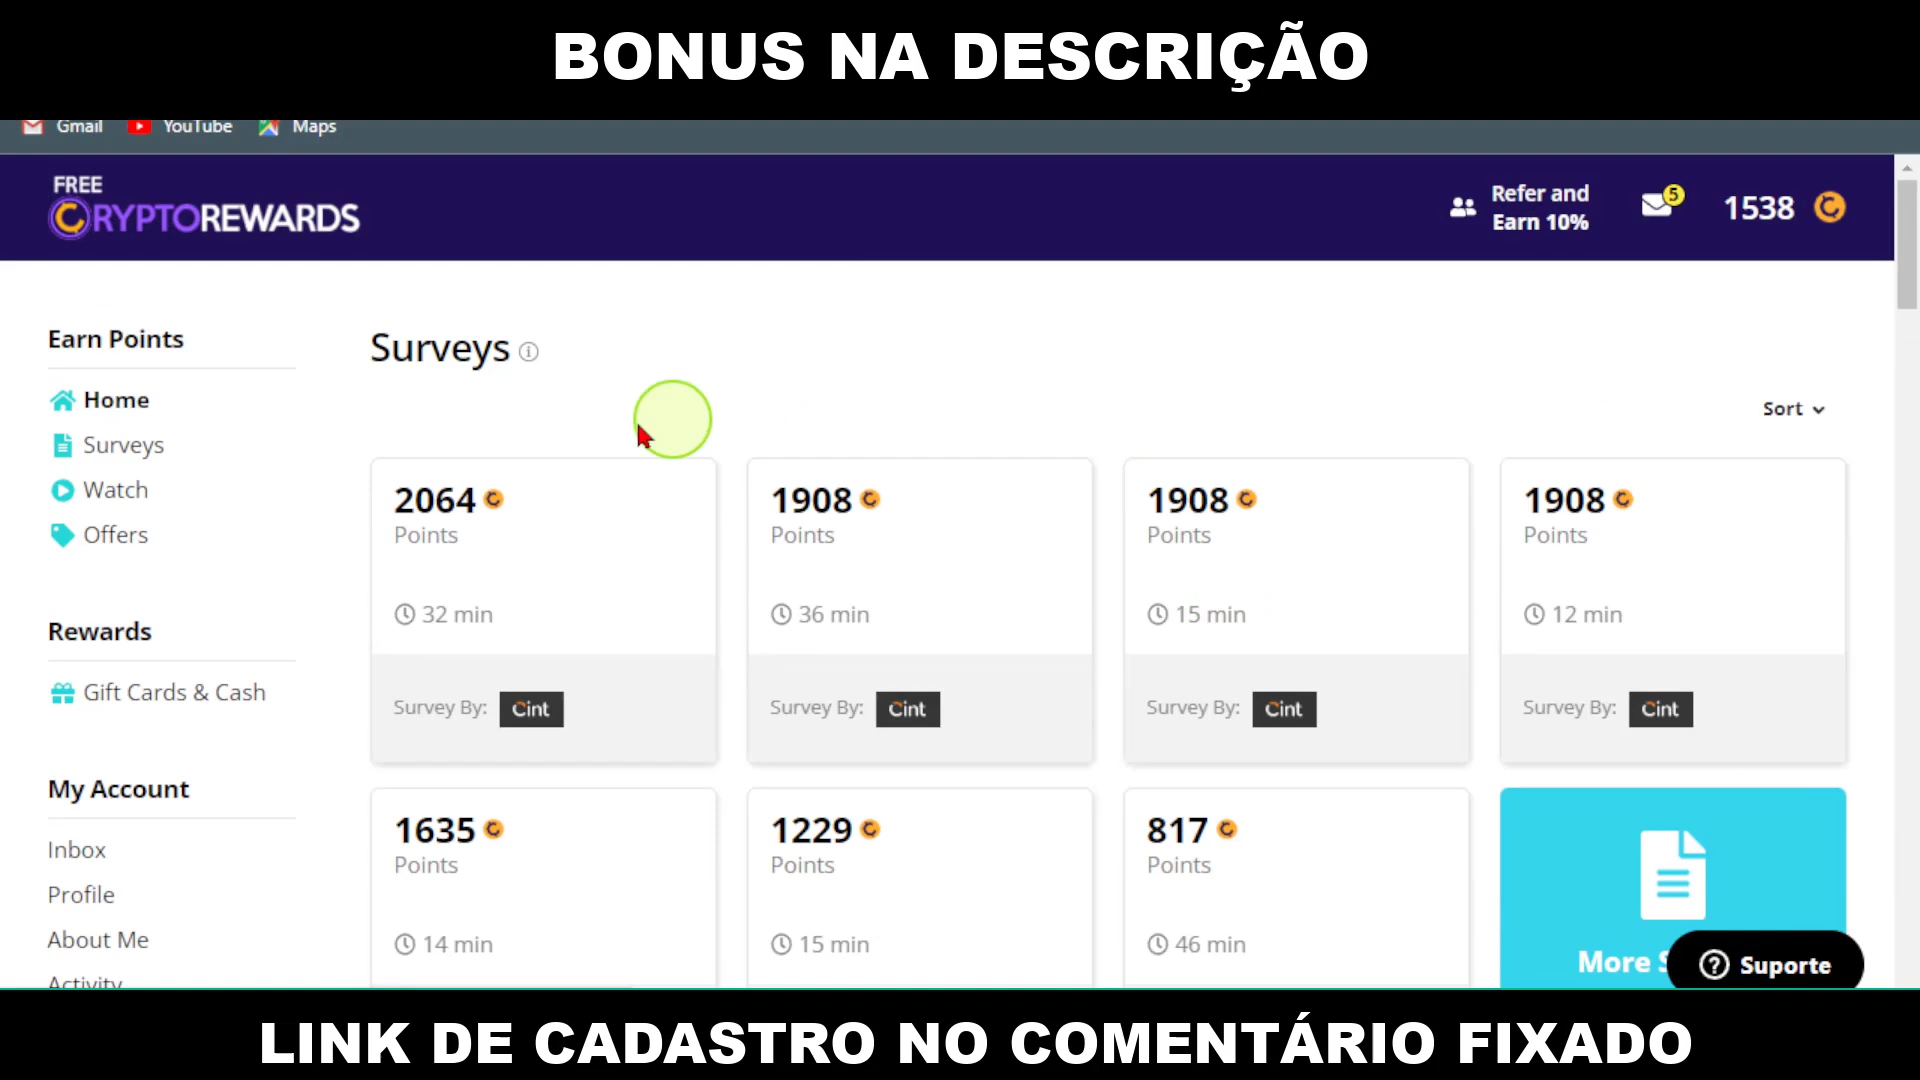 BONUS NA DESCRIÇÃO
Gmail YouTube Maps
FREE
CRYPTOREWARDS
Refer and
Earn 10%
5
1538
Earn Points
Home
Surveys
Watch
Offers
Rewards
Gift Cards & Cash
My Account
Inbox
Profile
About Me
Activity
Surveys
Sort
2064
Points
32 min
Survey By: Cint
1908
Points
36 min
Survey By: Cint
1908
Points
15 min
Survey By: Cint
1908
Points
12 min
Survey By: Cint
1635
Points
14 min
1229
Points
15 min
817
Points
46 min
More
Suporte
LINK DE CADASTRO NO COMENTÁRIO FIXADO